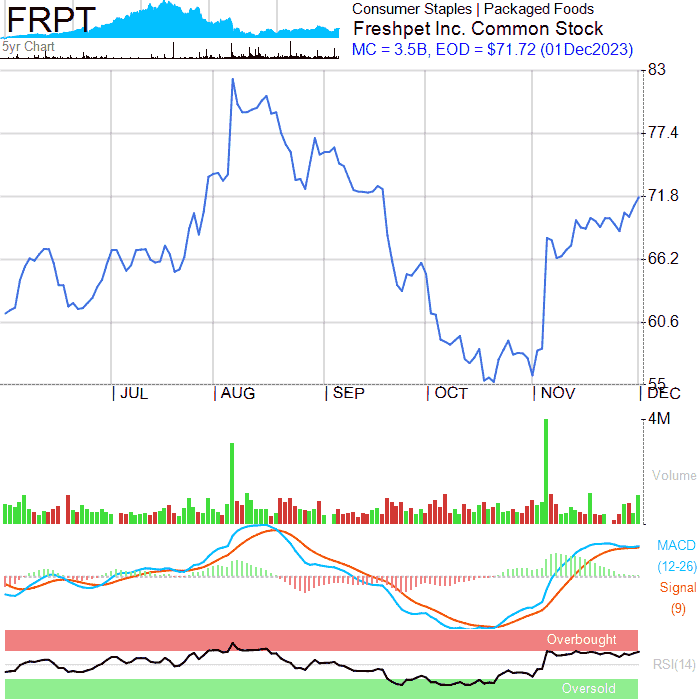 FRPT
5yr Chart
Consumer Staples | Packaged Foods
Freshpet Inc. Common Stock
MC = 3.5B, EOD = $71.72 (01Dec2023)
83
77.4
71.8
66.2
60.6
55
JUL
AUG
SEP
OCT
NOV
DEC
4M
Volume
MACD
(12-26)
Signal
(9)
Overbought
RSI(14)
Oversold